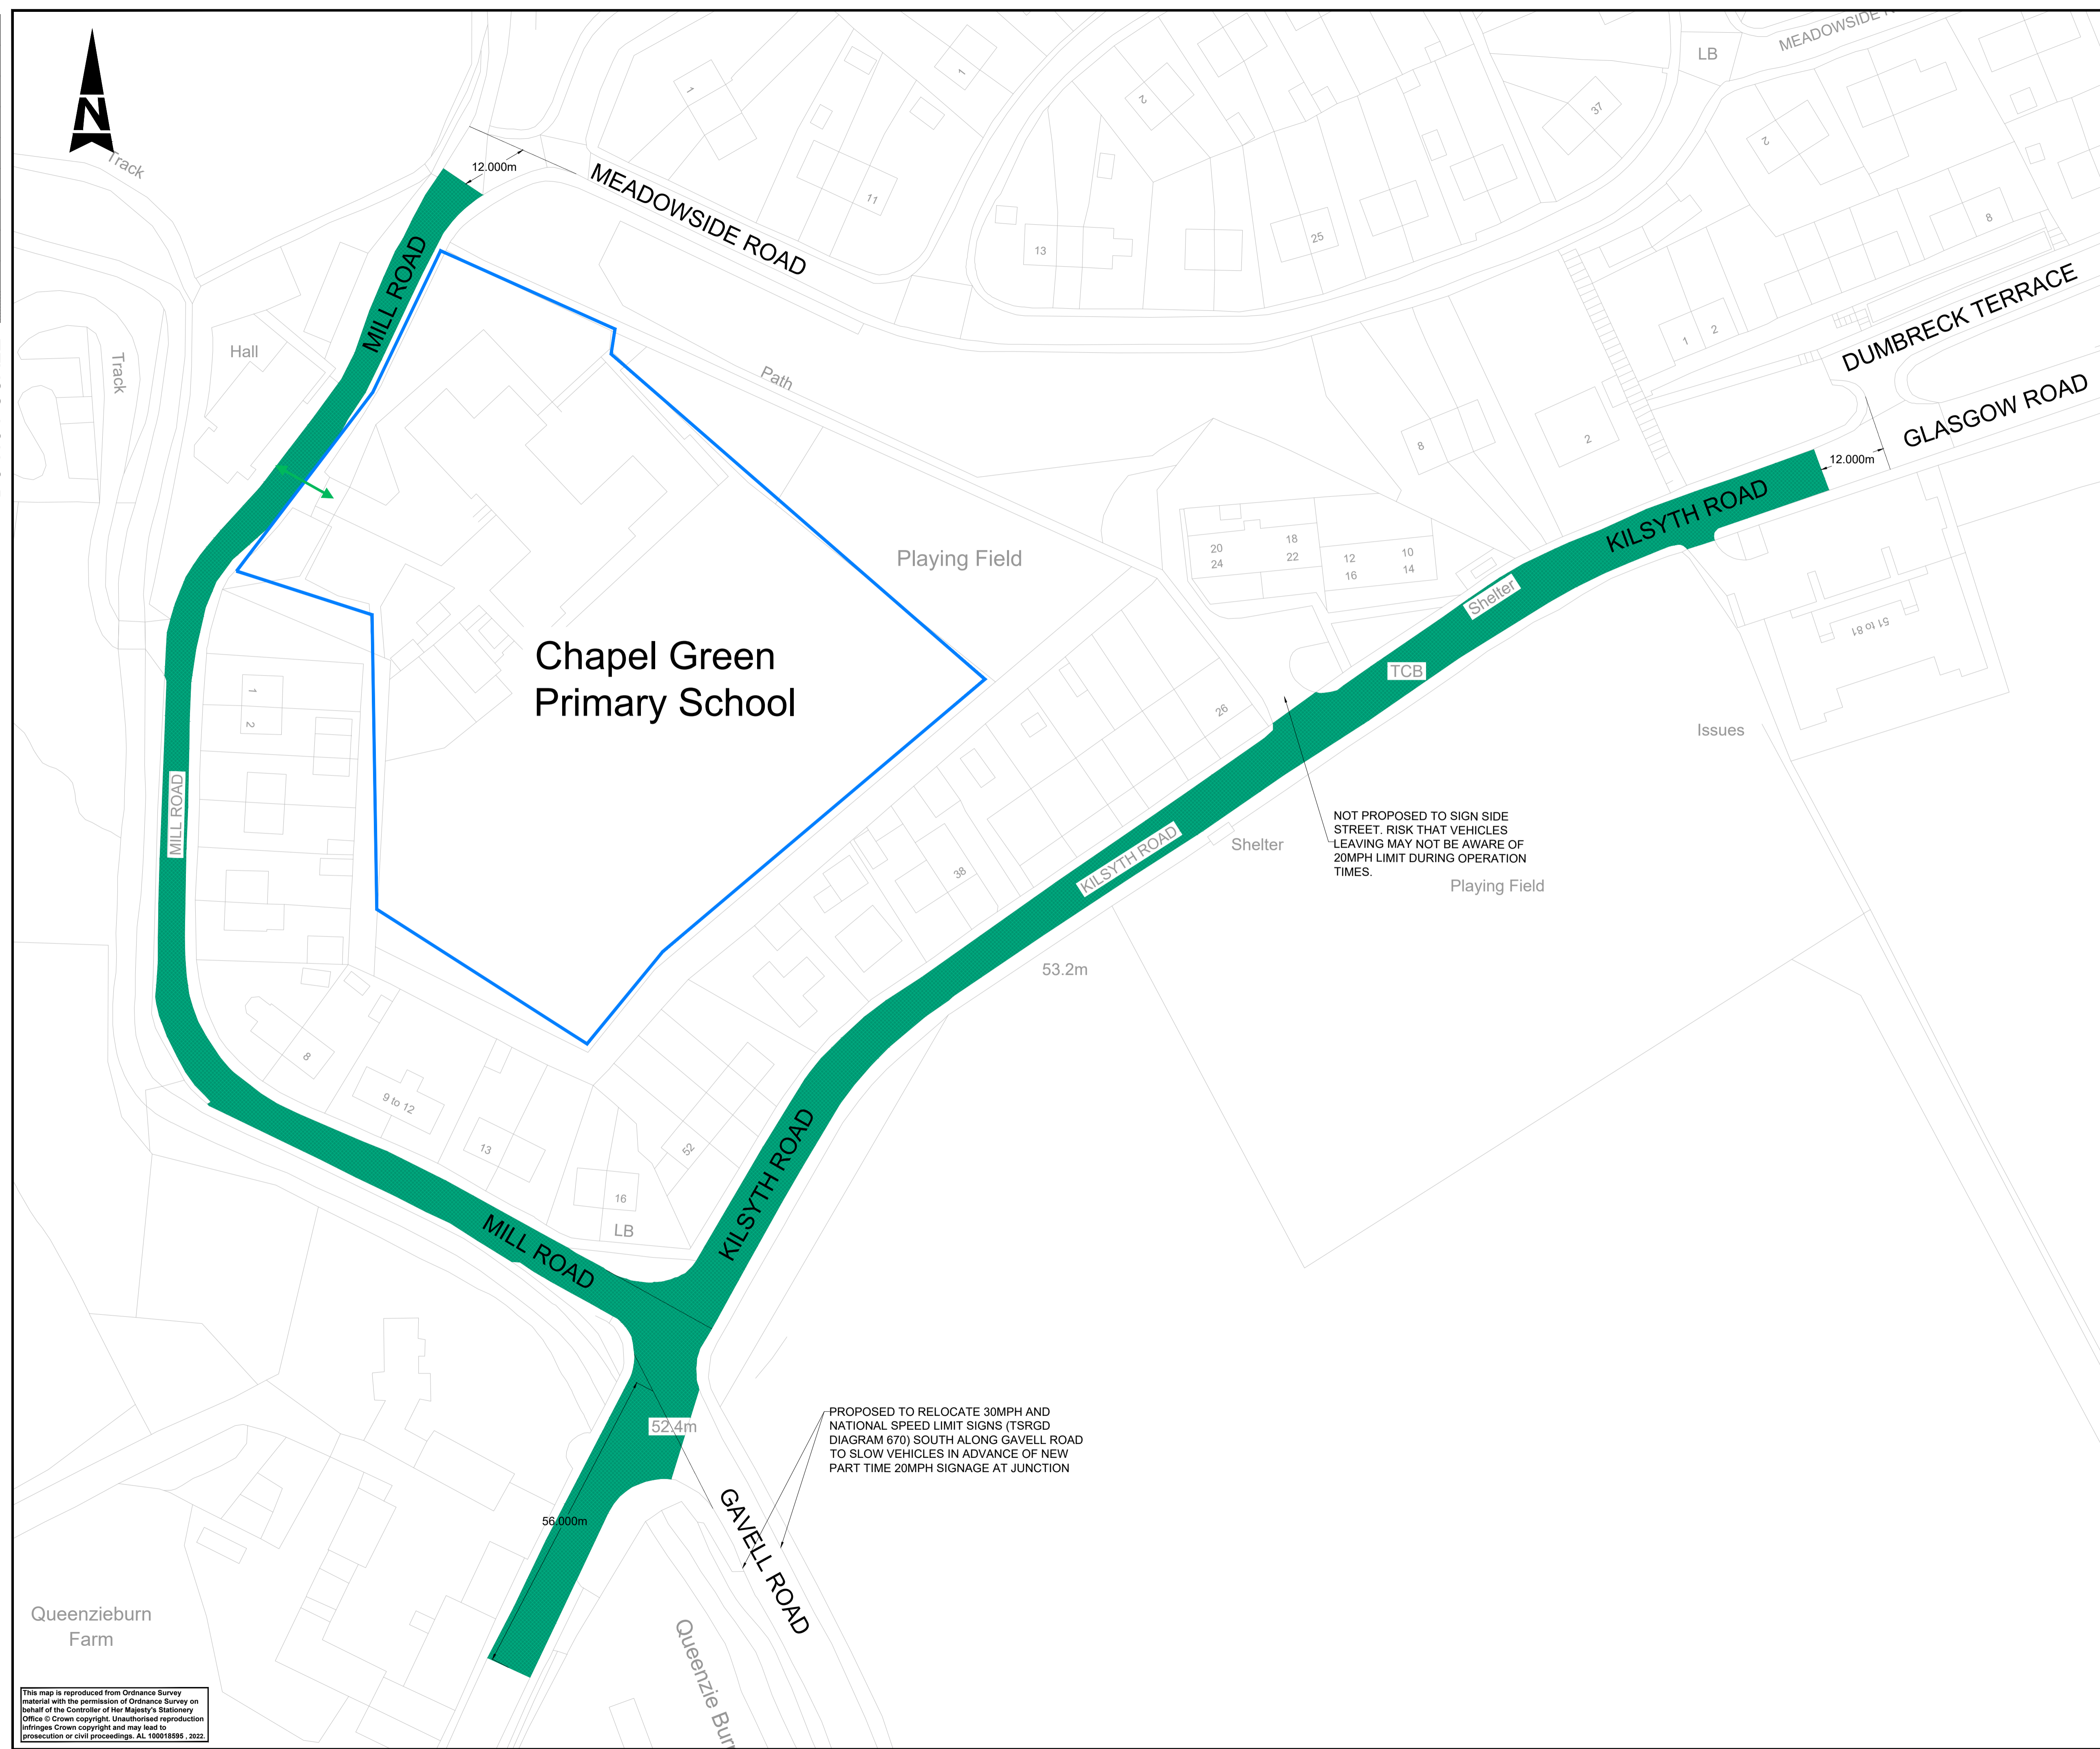 N
Track
12.000m
MEADOWSIDE ROAD
1
11
1
2
13
25
37
LB
2
8
MILL ROAD
Hall
Track
Path
8
2
1
2
DUMBRECK TERRACE
GLASGOW ROAD
12.000m
KILSYTH ROAD
Playing Field
20
18
24
22
12
10
16
14
Shelter
TCB
51 to 81
Issues
Chapel Green
Primary School
1
2
26
MILL ROAD
KILSYTH ROAD
Shelter
NOT PROPOSED TO SIGN SIDE
STREET. RISK THAT VEHICLES
LEAVING MAY NOT BE AWARE OF
20MPH LIMIT DURING OPERATION
TIMES.
Playing Field
38
53.2m
8
9 to 12
13
52
16
LB
KILSYTH ROAD
MILL ROAD
52.4m
PROPOSED TO RELOCATE 30MPH AND
NATIONAL SPEED LIMIT SIGNS (TSRGD
DIAGRAM 670) SOUTH ALONG GAVELL ROAD
TO SLOW VEHICLES IN ADVANCE OF NEW
PART TIME 20MPH SIGNAGE AT JUNCTION
56.000m
GAVELL ROAD
Queenzieburn
Farm
Queenzie
This map is reproduced from Ordnance Survey
material with the permission of Ordnance Survey on
behalf of the Controller of Her Majesty's Stationery
Office © Crown copyright. Unauthorised reproduction
infringes Crown copyright and may lead to
prosecution or civil proceedings. AL 100018595 , 2022.